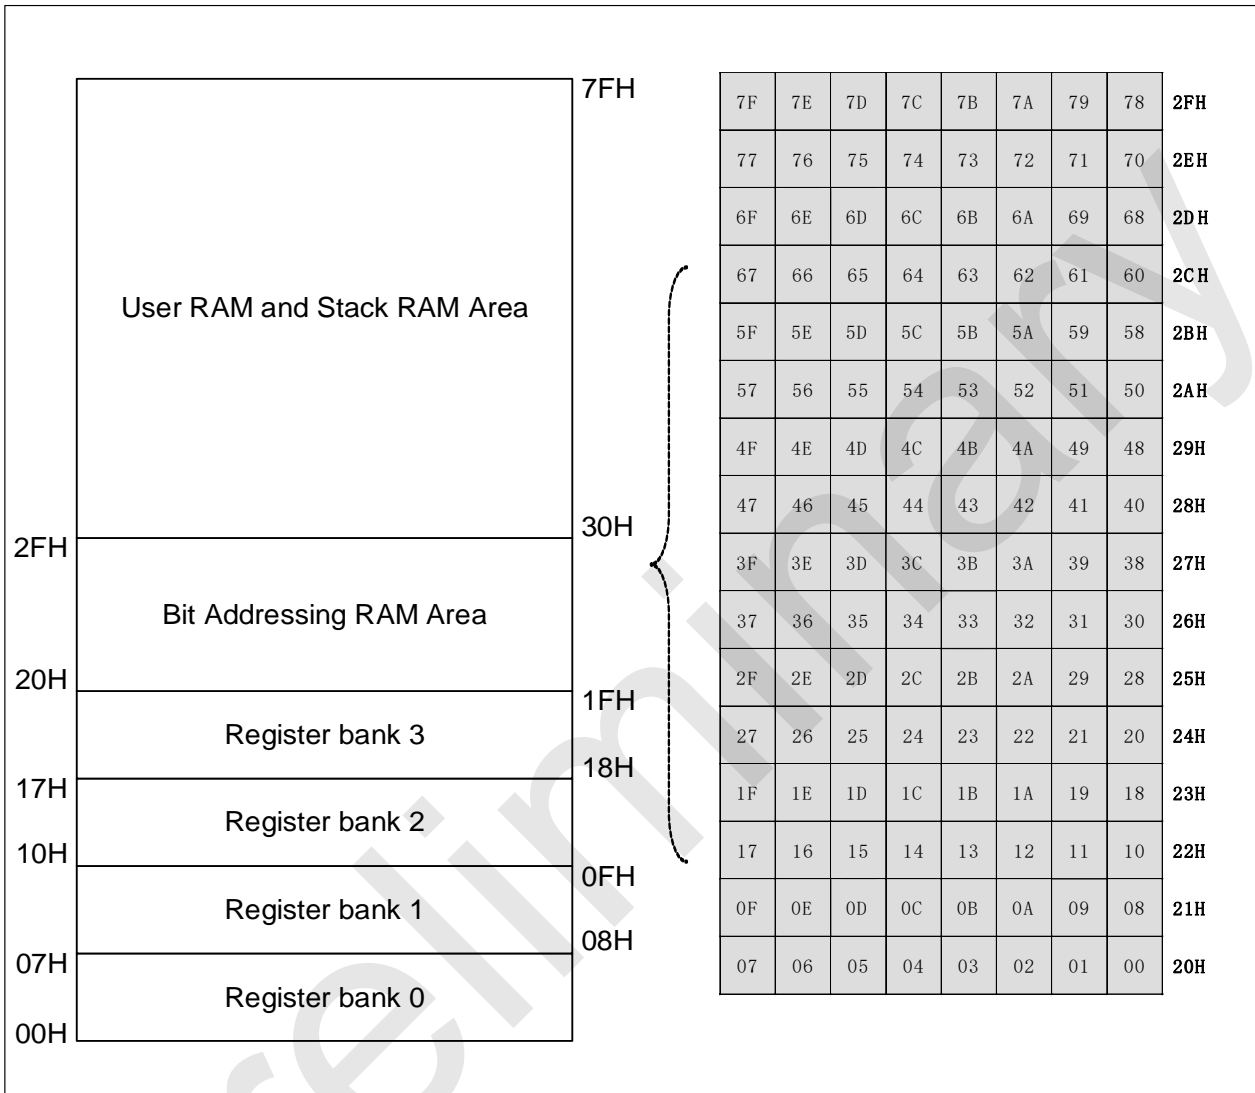 7FH
User RAM and Stack RAM Area
30H
2FH
Bit Addressing RAM Area
20H
1FH
Register bank 3
18H
17H
Register bank 2
10H
0FH
Register bank 1
08H
07H
Register bank 0
00H
7F 7E 7D 7C 7B 7A 79 78 2FH
77 76 75 74 73 72 71 70 2EH
6F 6E 6D 6C 6B 6A 69 68 2DH
67 66 65 64 63 62 61 60 2CH
5F 5E 5D 5C 5B 5A 59 58 2BH
57 56 55 54 53 52 51 50 2AH
4F 4E 4D 4C 4B 4A 49 48 29H
47 46 45 44 43 42 41 40 28H
3F 3E 3D 3C 3B 3A 39 38 27H
37 36 35 34 33 32 31 30 26H
2F 2E 2D 2C 2B 2A 29 28 25H
27 26 25 24 23 22 21 20 24H
1F 1E 1D 1C 1B 1A 19 18 23H
17 16 15 14 13 12 11 10 22H
0F 0E 0D 0C 0B 0A 09 08 21H
07 06 05 04 03 02 01 00 20H
eliminary